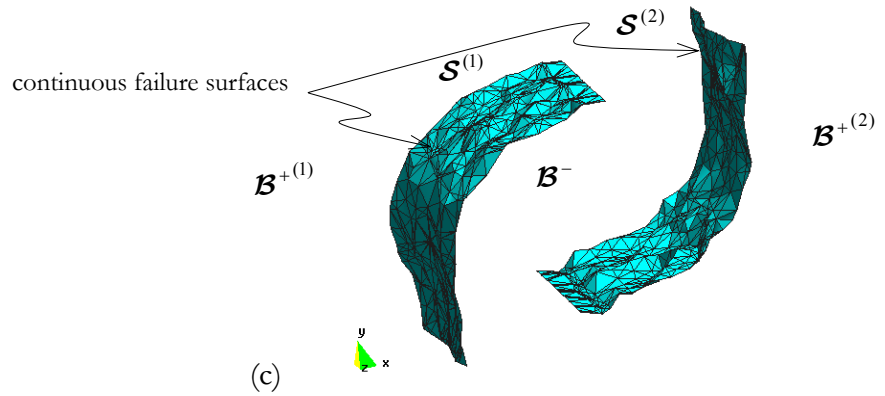 𝓢⁽²⁾
𝓢⁽¹⁾
continuous failure surfaces
𝓑⁺⁽²⁾
𝓑⁺⁽¹⁾
𝓑⁻
y
x
z
(c)